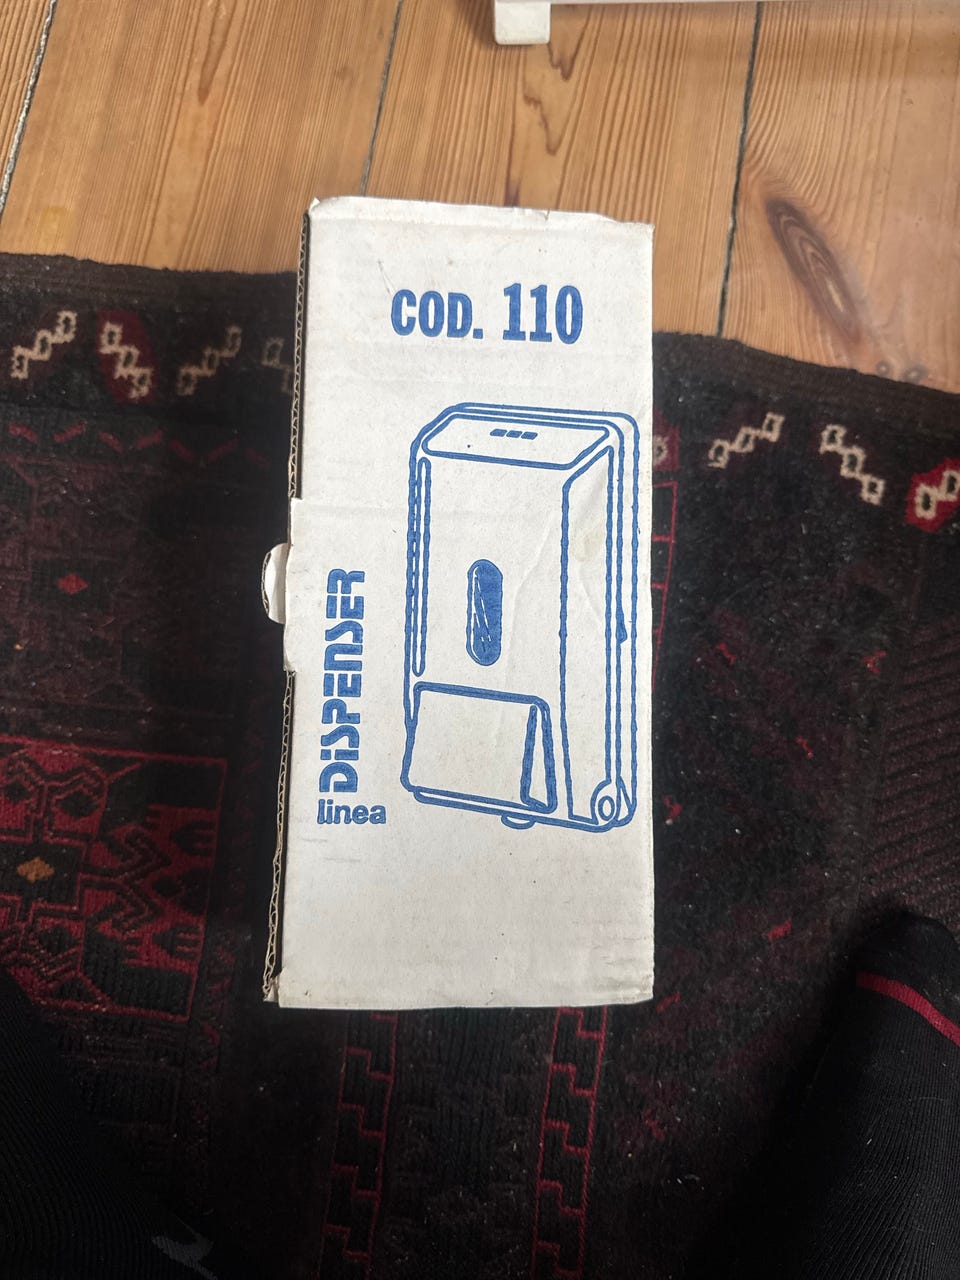 COD. 110
DiSPENSER
linea